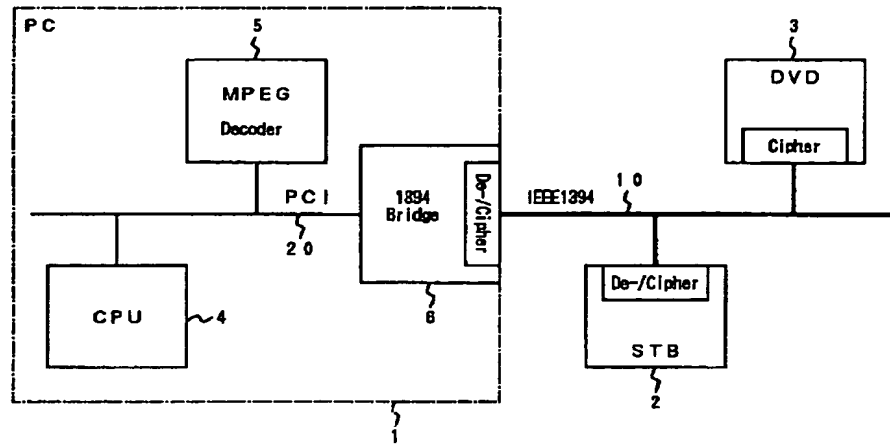 PC
5
3
MPEG
Decoder
DVD
Cipher
PCI
20
1894
Bridge
De-/Cipher
IEEE1394
10
CPU
4
6
De-/Cipher
STB
2
1